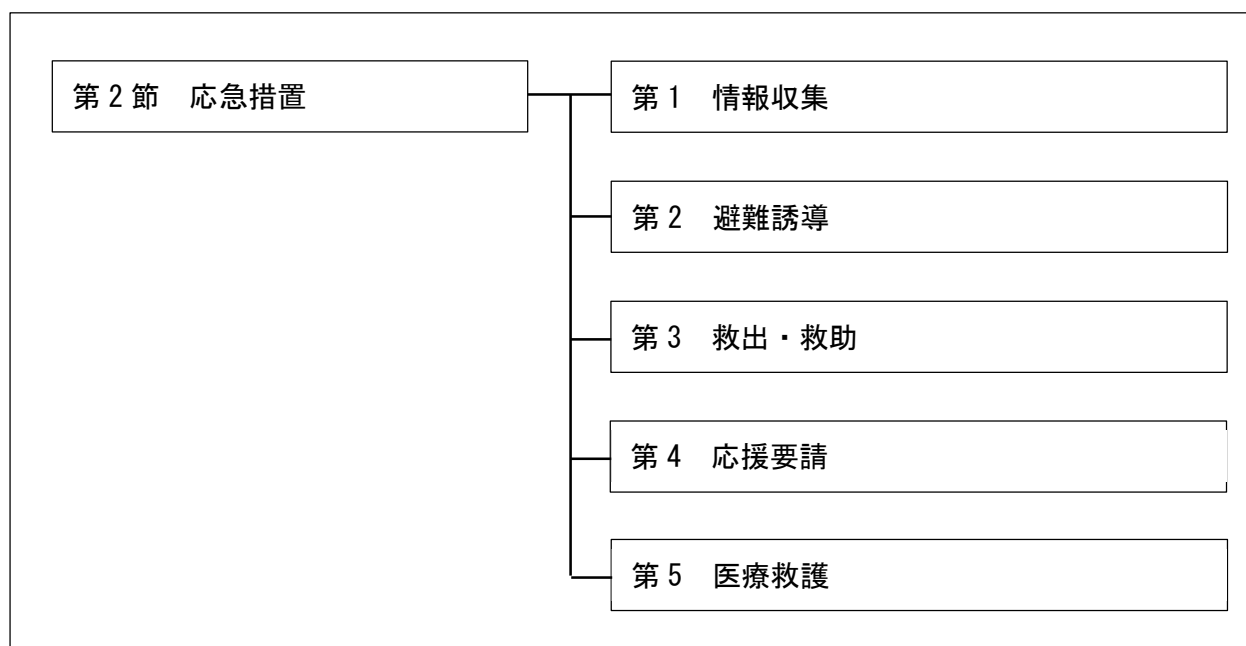 第2節　応急措置
第1　情報収集
第2　避難誘導
第3　救出・救助
第4　応援要請
第5　医療救護